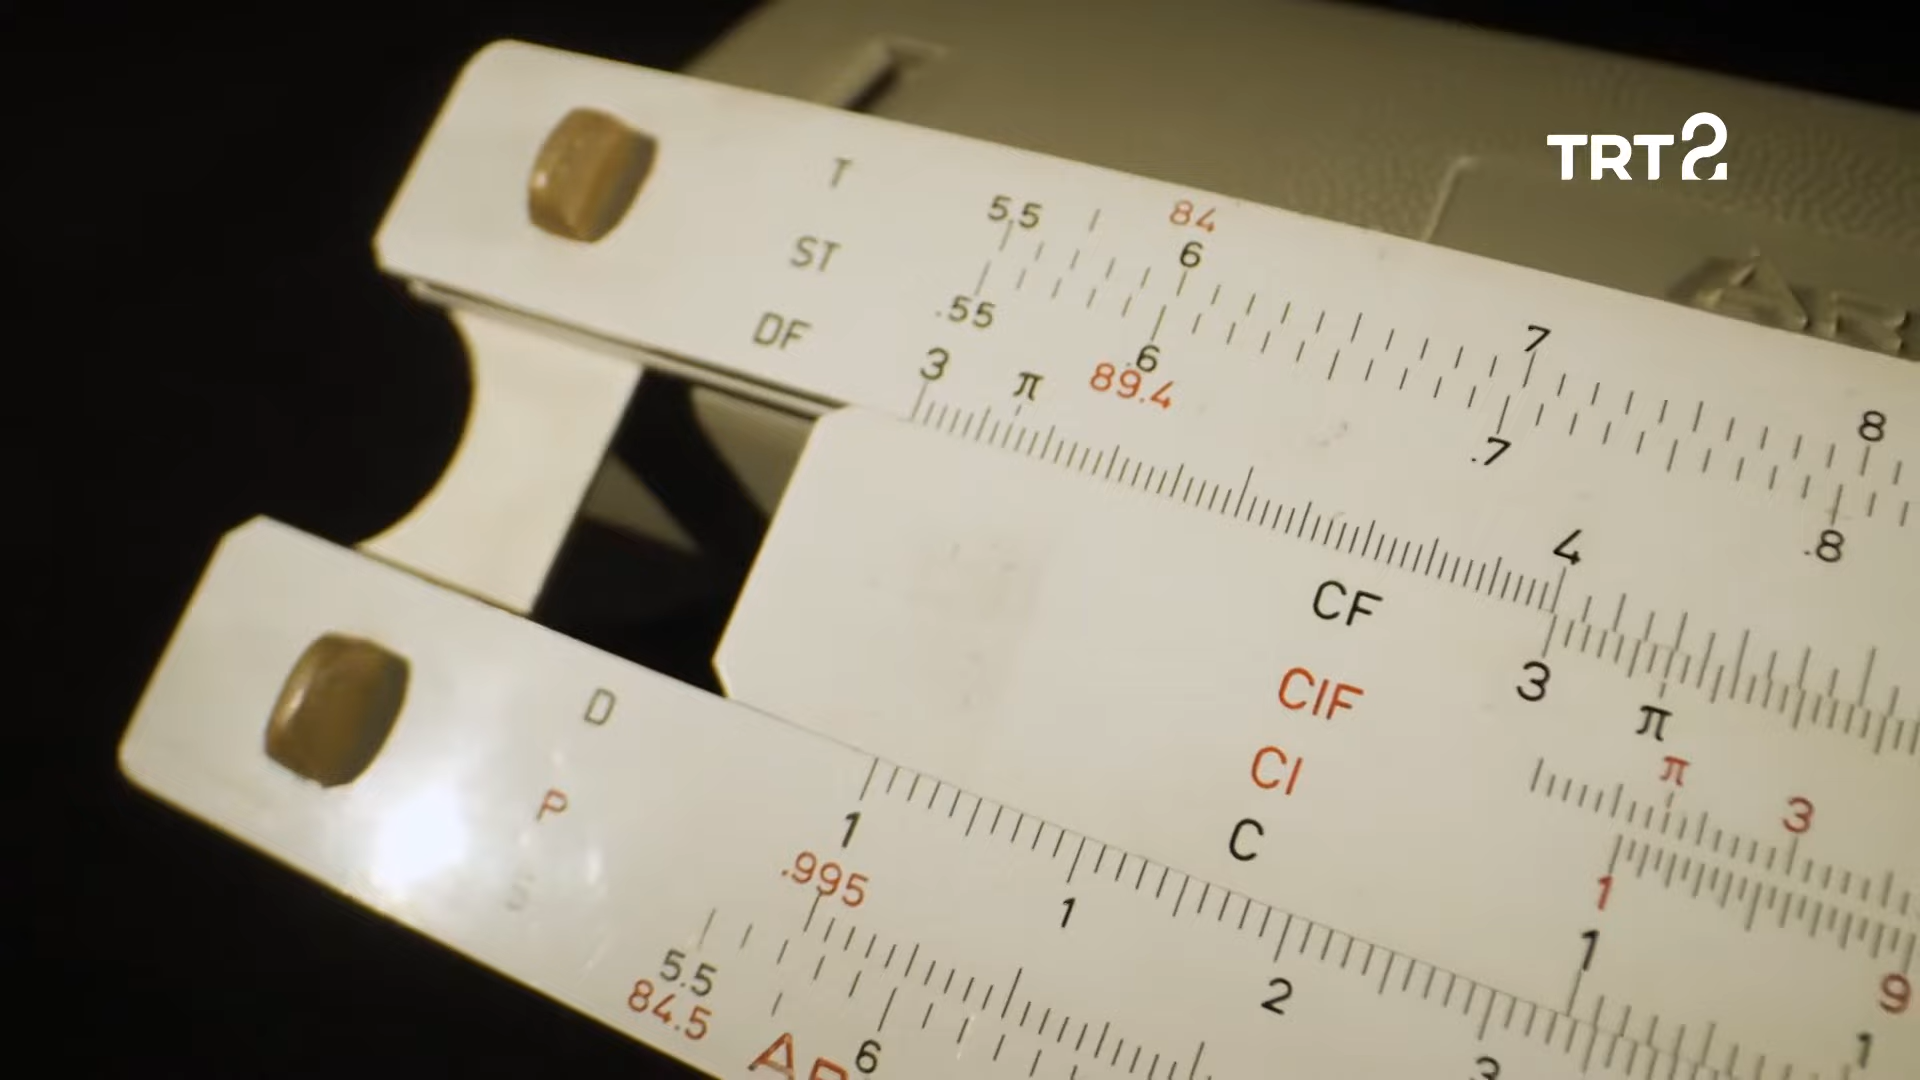 TRT2
T 5.5 84 6 7 8
ST .55 .6 89.4 .7 .8
DF 3 π 4
CF 3 π
CIF π 3
CI 1 9
C 1 1
D 1 1 2 3
P .995
S 5.5 84.5 6